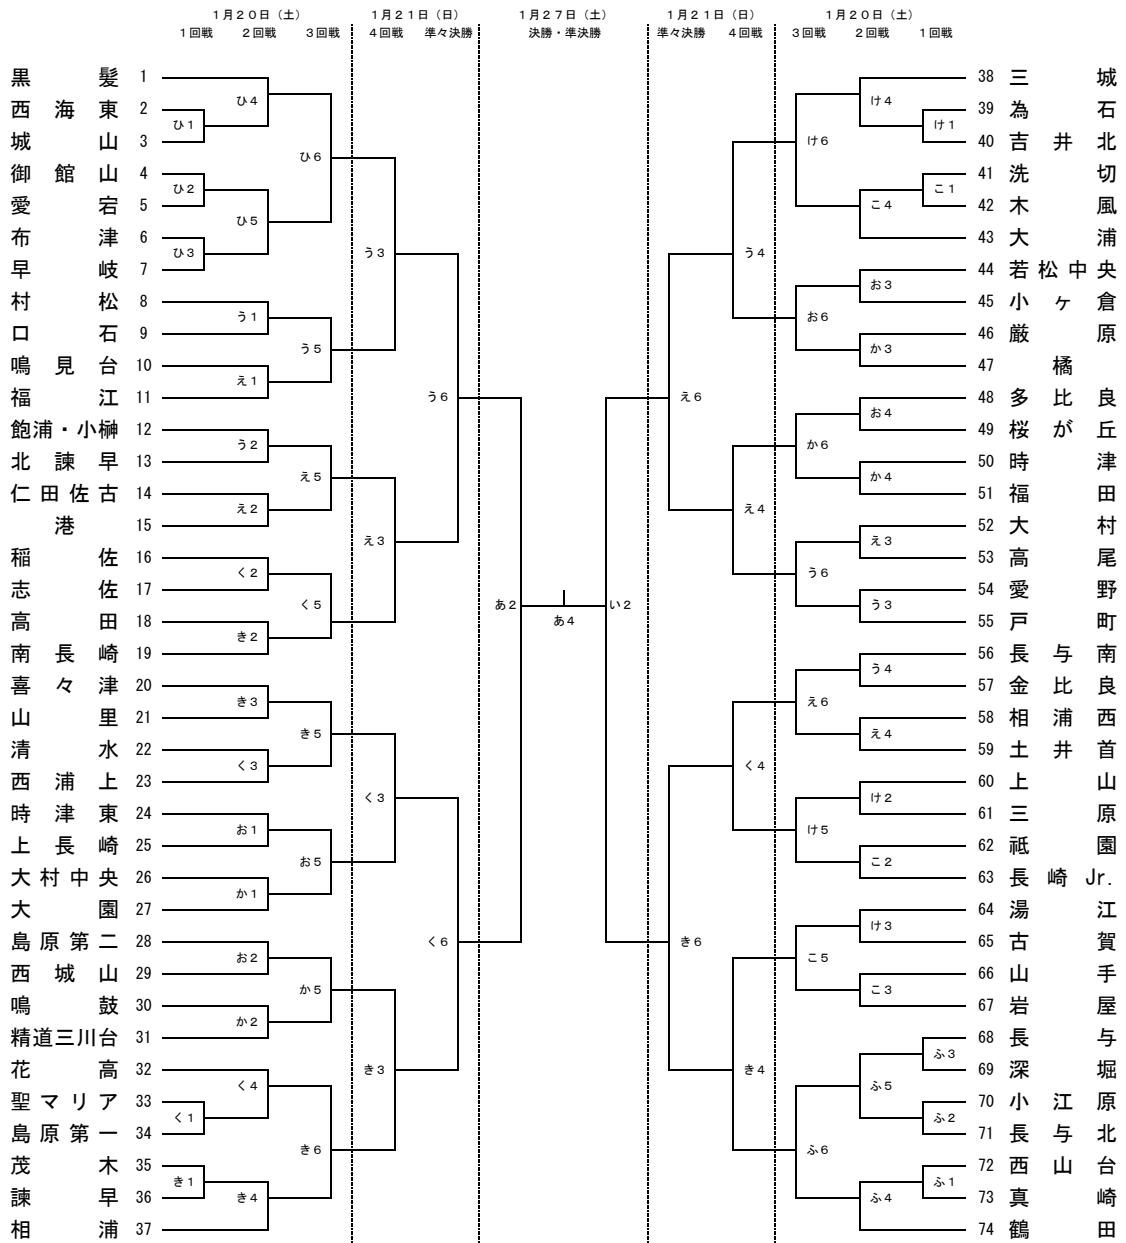 1月20日（土） 1月21日（日） 1月27日（土） 1月21日（日） 1月20日（土）
1回戦 2回戦 3回戦 4回戦 準々決勝 決勝・準決勝 準々決勝 4回戦 3回戦 2回戦 1回戦
黒髪 1 38 三城
ひ4 け4
西海東 2 39 為石
ひ1 け1
城山 3 40 吉井北
ひ6 け6
御館山 4 41 洗切
ひ2 こ1
愛宕 5 42 木風
ひ5 こ4
布津 6 43 大浦
ひ3 う3 う4
早岐 7 44 若松中央
お3
村松 8 45 小ヶ倉
う1 お6
口石 9 46 厳原
う5 か3
鳴見台 10 47 橘
え1
福江 11 48 多比良
う6 え6 お4
飽浦・小榊 12 49 桜が丘
う2 か6
北諫早 13 50 時津
え5 か4
仁田佐古 14 51 福田
え2 え4
港 15 52 大村
え3 え3
稲佐 16 53 高尾
く2 う6
志佐 17 54 愛野
く5 あ2 い2 う3
高田 18 あ4 55 戸町
き2
南長崎 19 56 長与南
う4
喜々津 20 57 金比良
き3 え6
山里 21 58 相浦西
き5 え4
清水 22 59 土井首
く3 く4
西浦上 23 60 上山
く3 け2
時津東 24 61 三原
お1 け5
上長崎 25 62 祗園
お5 こ2
大村中央 26 63 長崎Jr.
か1
大園 27 64 湯江
け3
島原第二 28 く6 き6 65 古賀
お2 こ5
西城山 29 66 山手
か5 こ3
鳴鼓 30 67 岩屋
か2
精道三川台 31 68 長与
ふ3
花高 32 き3 き4 69 深堀
く4 ふ5
聖マリア 33 70 小江原
く1 ふ2
島原第一 34 71 長与北
き6 ふ6
茂木 35 72 西山台
き1 ふ1
諫早 36 73 真崎
き4 ふ4
相浦 37 74 鶴田